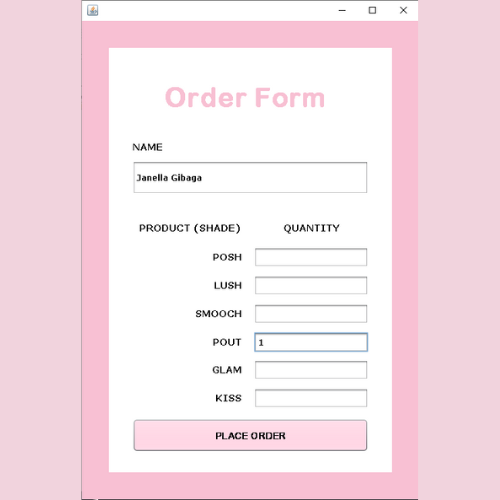 Order Form
NAME
Janella Gibaga
PRODUCT (SHADE) QUANTITY
POSH
LUSH
SMOOCH
POUT 1
GLAM
KISS
PLACE ORDER